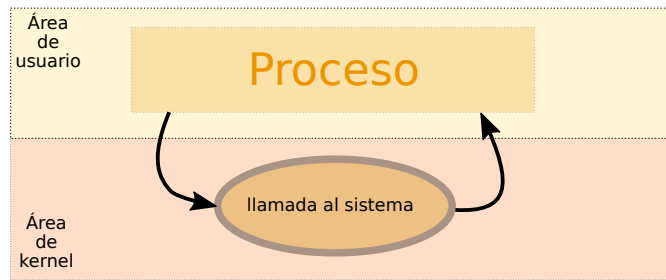 Área
de
usuario
Proceso
llamada al sistema
Área
de
kernel